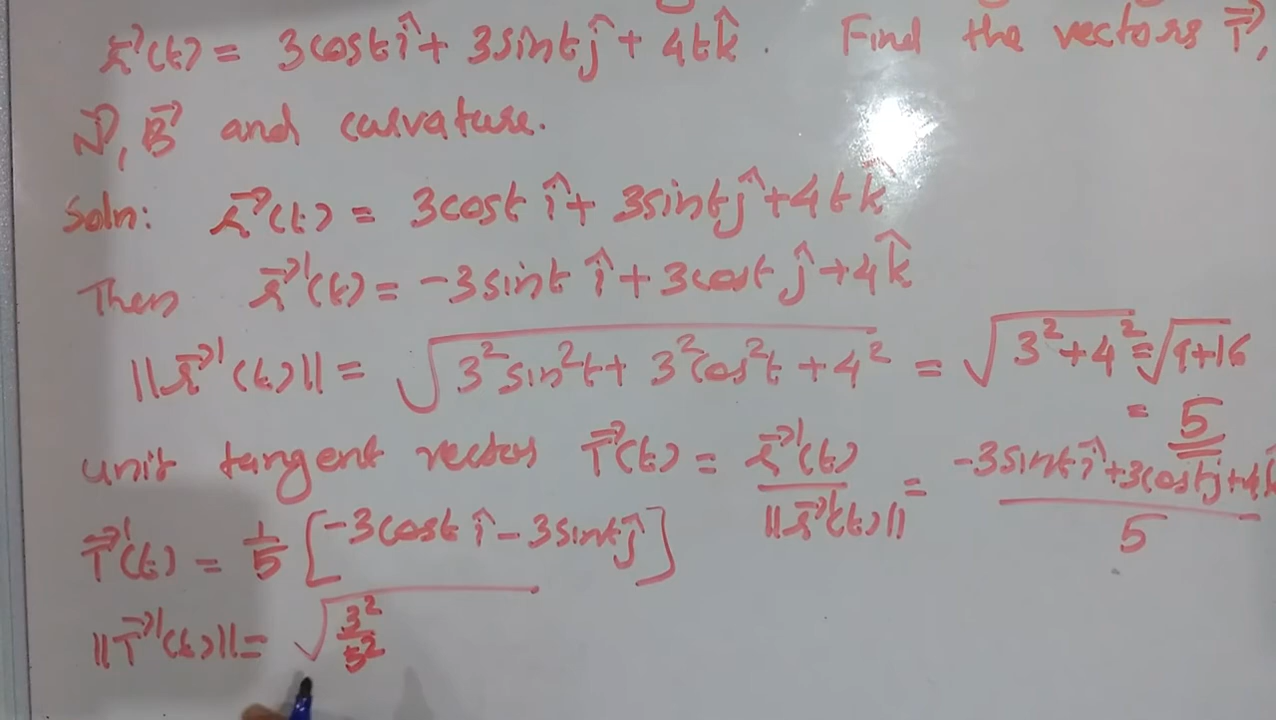 r⃗(t) = 3cost î + 3sint ĵ + 4t k̂. Find the vectors T⃗,
N⃗, B⃗ and curvature.
Soln: r⃗(t) = 3cost î + 3sint ĵ + 4t k̂
Then r⃗'(t) = -3sint î + 3cost ĵ + 4 k̂
||r⃗'(t)|| = √(3²sin²t + 3²cos²t + 4²) = √(3²+4²) = √(9+16)
= 5
unit tangent vector T⃗(t) = r⃗'(t)/||r⃗'(t)|| = (-3sint î + 3cost ĵ + 4k̂)/5
T⃗'(t) = 1/5 [-3cost î - 3sint ĵ]
||T⃗'(t)|| = √(3²/5²